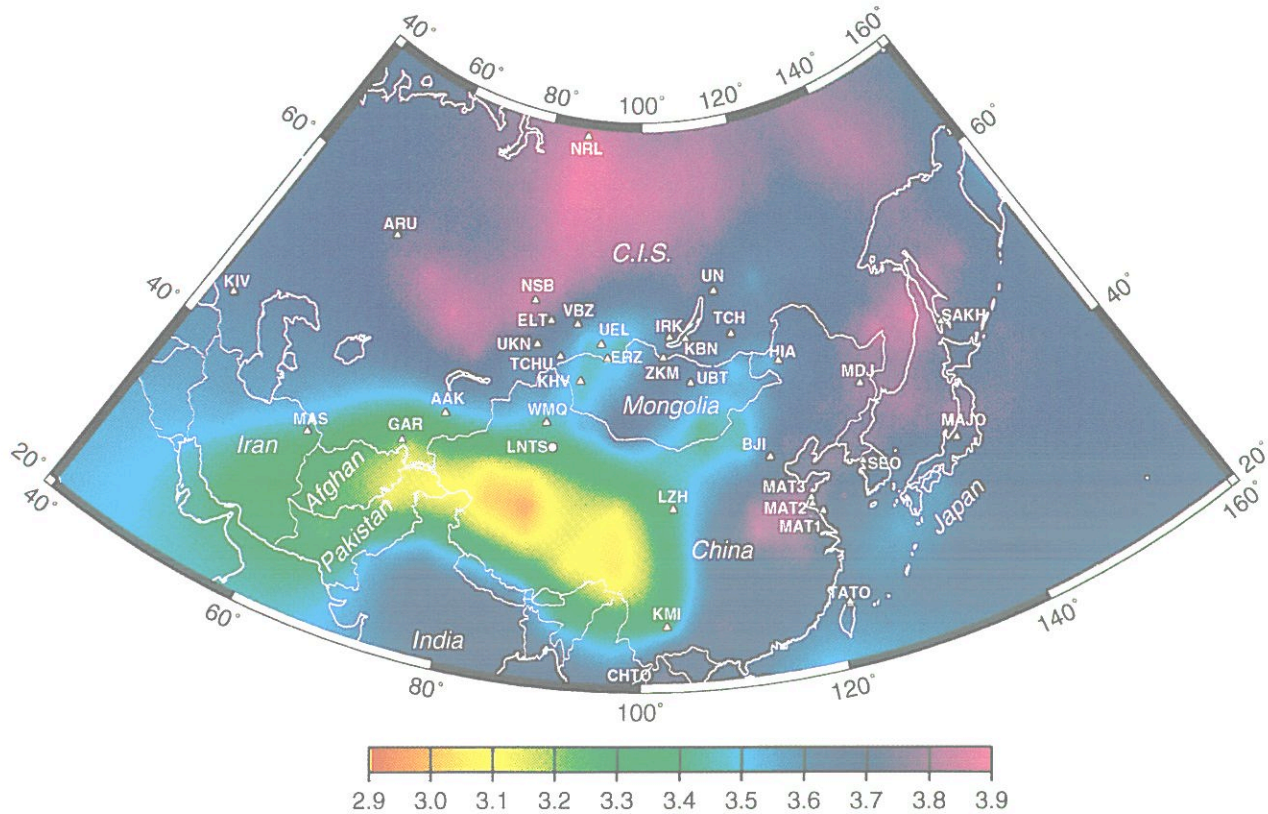 40° 160°
60° 140°
80° 100° 120°
60° 60°
NRL
ARU
C.I.S.
KIV NSB UN
40° VBZ 40°
ELT UEL IRK TCH SAKH
UKN KBN
TCHU ERZ ZKM HIA
KHV UBT MDJ
AAK WMQ Mongolia
MAS GAR MAJO
Iran LNTS BJI SEO
20° Afghan 20°
40° LZH MAT3 160°
Pakistan MAT2 Japan
MAT1
China
TATO
60° KMI 140°
India
CHTO
80° 120°
100°
2.9 3.0 3.1 3.2 3.3 3.4 3.5 3.6 3.7 3.8 3.9